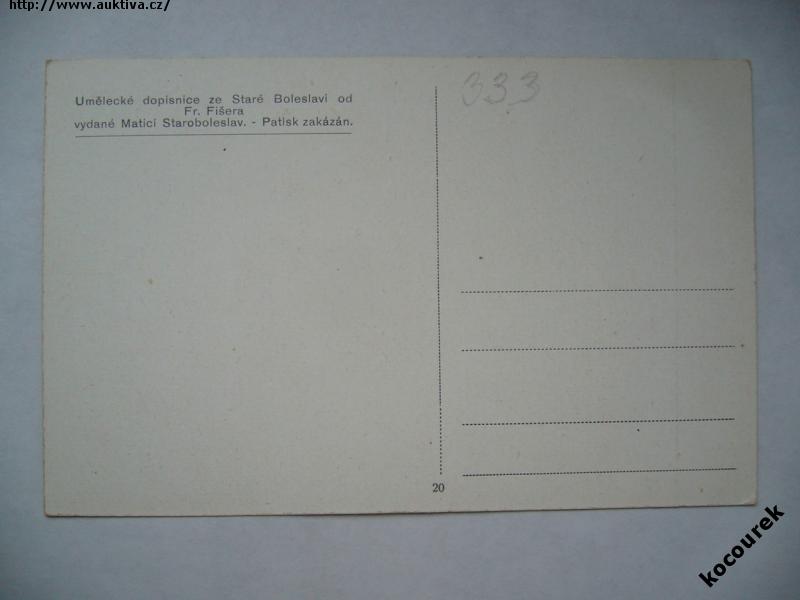 http://www.auktiva.cz/
Umělecké dopisnice ze Staré Boleslavi od
Fr. Fišera
vydané Maticí Staroboleslav. - Patisk zakázán.
333
20
kocourek